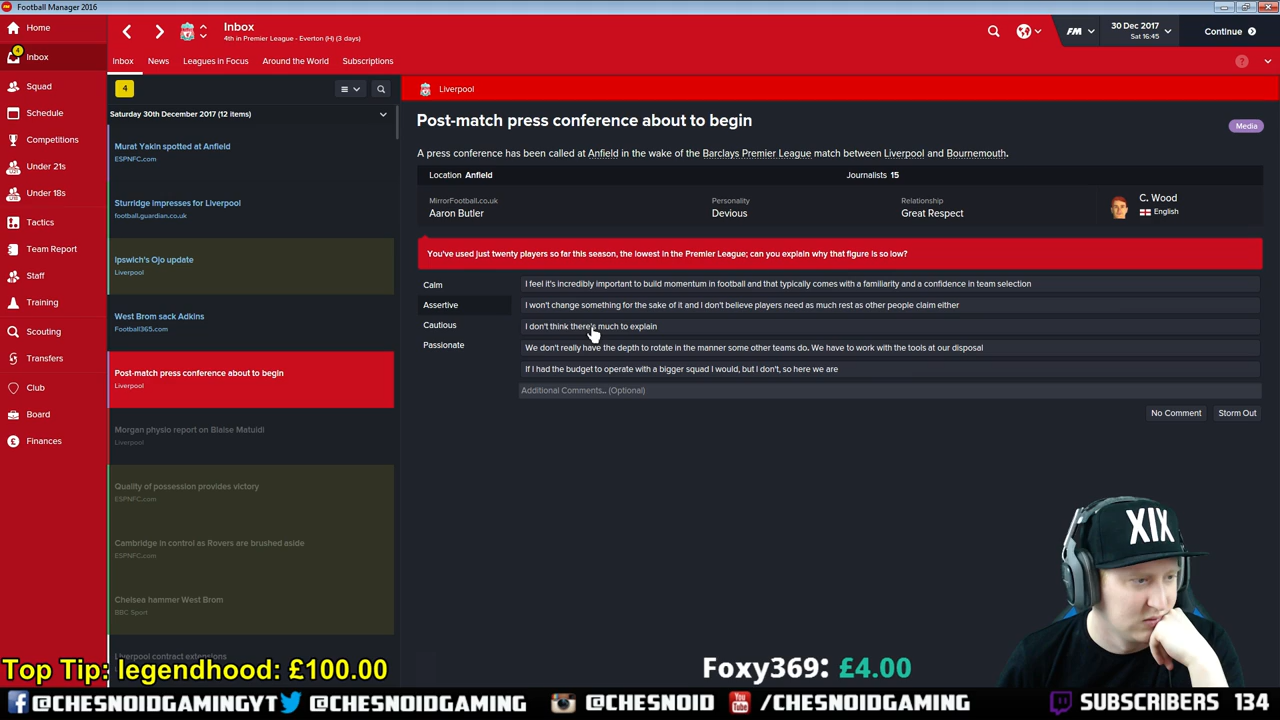 Football Manager 2016
Home
4
Inbox
Squad
Schedule
Competitions
Under 21s
Under 18s
Tactics
Team Report
Staff
Training
Scouting
Transfers
Club
Board
Finances
Inbox
4th in Premier League - Everton (H) (3 days)
FM
30 Dec 2017
Sat 16:45
Continue
Inbox
News
Leagues in Focus
Around the World
Subscriptions
?
4
Saturday 30th December 2017 (12 items)
Murat Yakin spotted at Anfield
ESPNFC.com
Sturridge impresses for Liverpool
football.guardian.co.uk
Ipswich's Ojo update
Liverpool
West Brom sack Adkins
Football365.com
Post-match press conference about to begin
Liverpool
Morgan physio report on Blaise Matuidi
Liverpool
Quality of possession provides victory
ESPNFC.com
Cambridge in control as Rovers are brushed aside
ESPNFC.com
Chelsea hammer West Brom
BBC Sport
Liverpool contract extensions
Liverpool
Post-match press conference about to begin
Media
A press conference has been called at Anfield in the wake of the Barclays Premier League match between Liverpool and Bournemouth.
Location Anfield
Journalists 15
MirrorFootball.co.uk
Aaron Butler
Personality
Devious
Relationship
Great Respect
C. Wood
English
You've used just twenty players so far this season, the lowest in the Premier League; can you explain why that figure is so low?
Calm
Assertive
Cautious
Passionate
I feel it's incredibly important to build momentum in football and that typically comes with a familiarity and a confidence in team selection
I won't change something for the sake of it and I don't believe players need as much rest as other people claim either
I don't think there's much to explain
We don't really have the depth to rotate in the manner some other teams do. We have to work with the tools at our disposal
If I had the budget to operate with a bigger squad I would, but I don't, so here we are
Additional Comments.. (Optional)
No Comment
Storm Out
XIX
Top Tip: legendhood: £100.00
Foxy369: £4.00
@CHESNOIDGAMINGYT
@CHESNOIDGAMING
@CHESNOID
You Tube
/CHESNOIDGAMING
SUBSCRIBERS 134